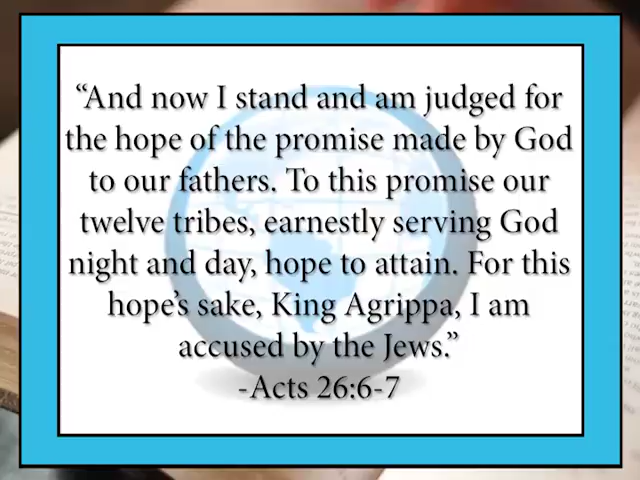 “And now I stand and am judged for
the hope of the promise made by God
to our fathers. To this promise our
twelve tribes, earnestly serving God
night and day, hope to attain. For this
hope’s sake, King Agrippa, I am
accused by the Jews.”
-Acts 26:6-7